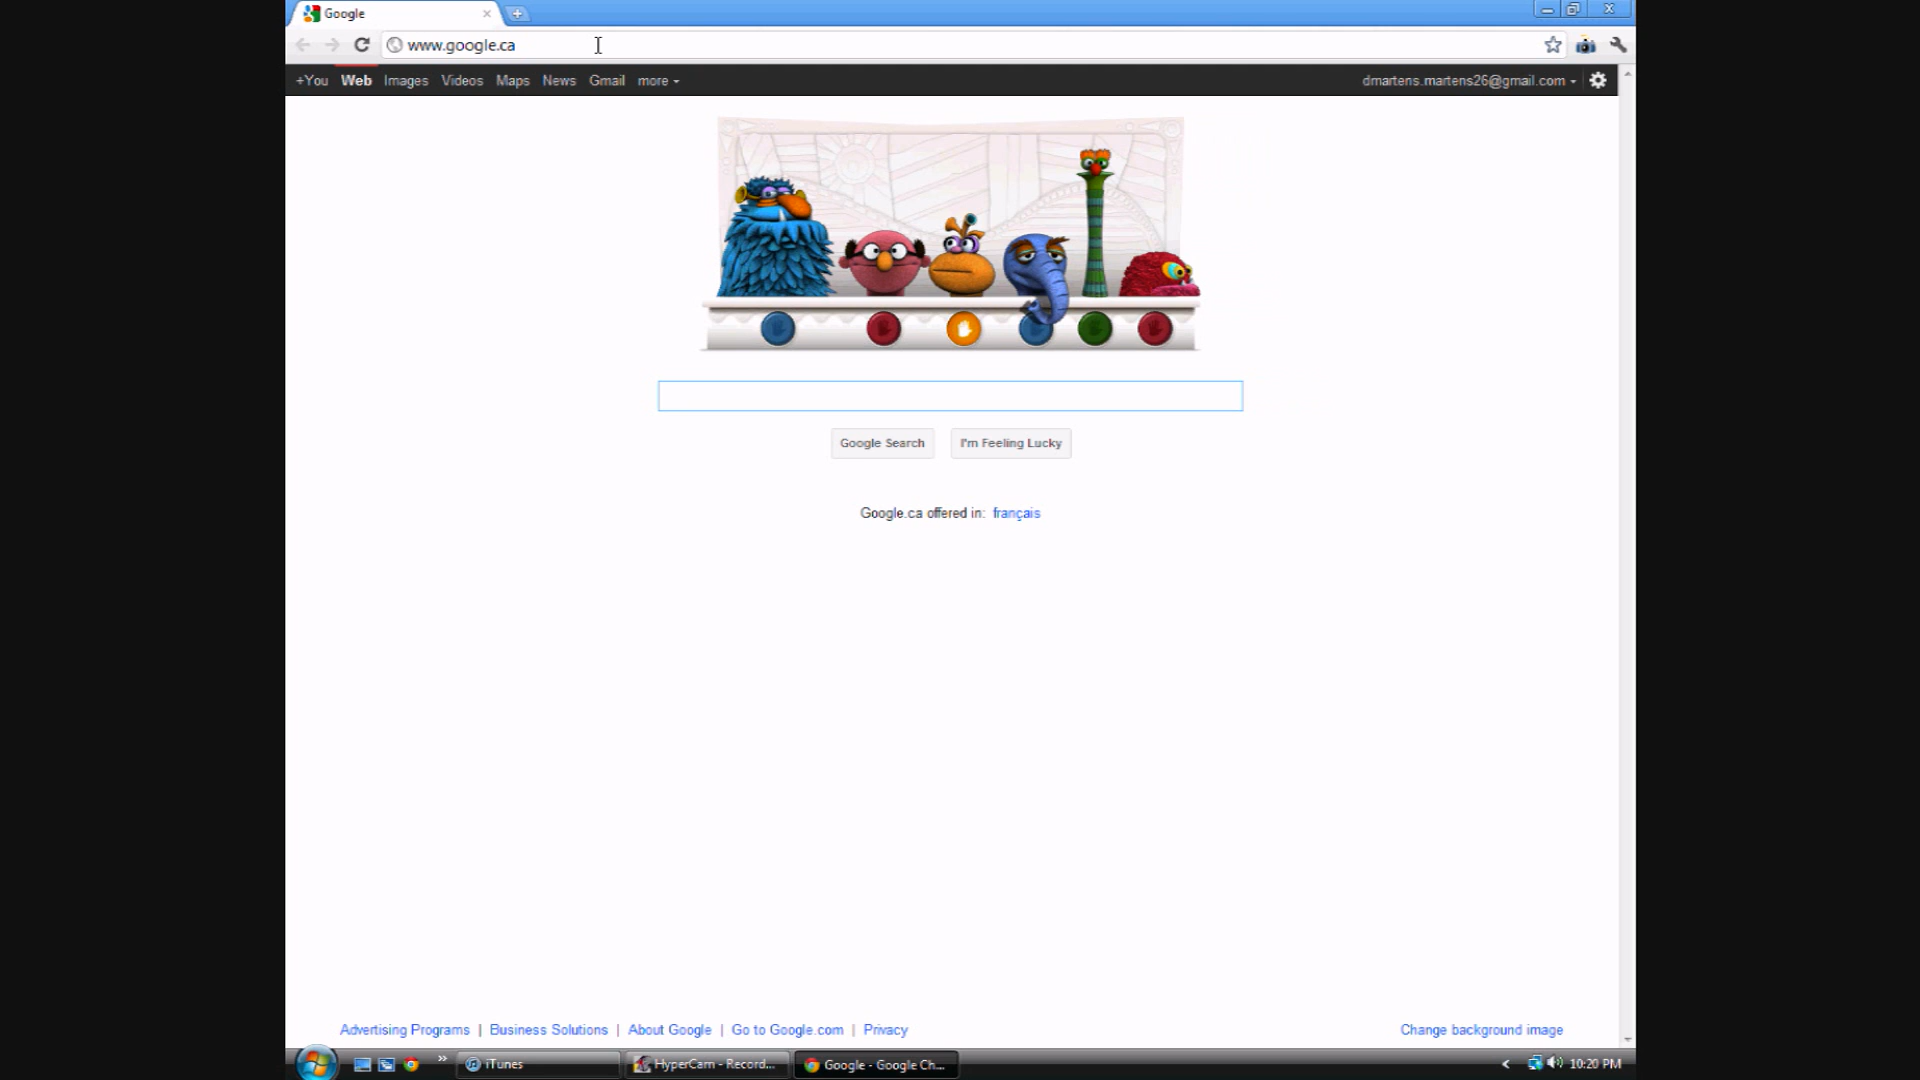 Google
www.google.ca
+You Web Images Videos Maps News Gmail more
dmartens.martens26@gmail.com
Google Search I'm Feeling Lucky
Google.ca offered in: français
Advertising Programs | Business Solutions | About Google | Go to Google.com | Privacy
Change background image
» iTunes HyperCam - Record... Google - Google Ch... 10:20 PM